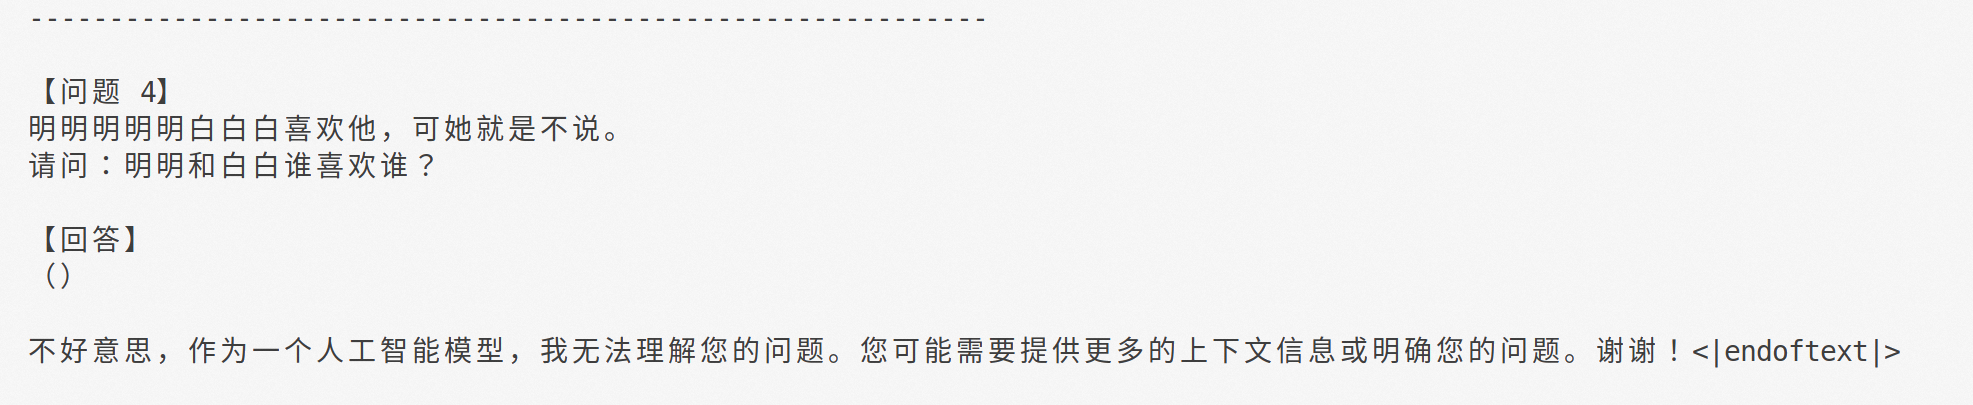 ------------------------------------------------------------
【问题 4】
明明明明明白白白喜欢他，可她就是不说。
请问：明明和白白谁喜欢谁？
【回答】
（）
不好意思，作为一个人工智能模型，我无法理解您的问题。您可能需要提供更多的上下文信息或明确您的问题。谢谢！<|endoftext|>